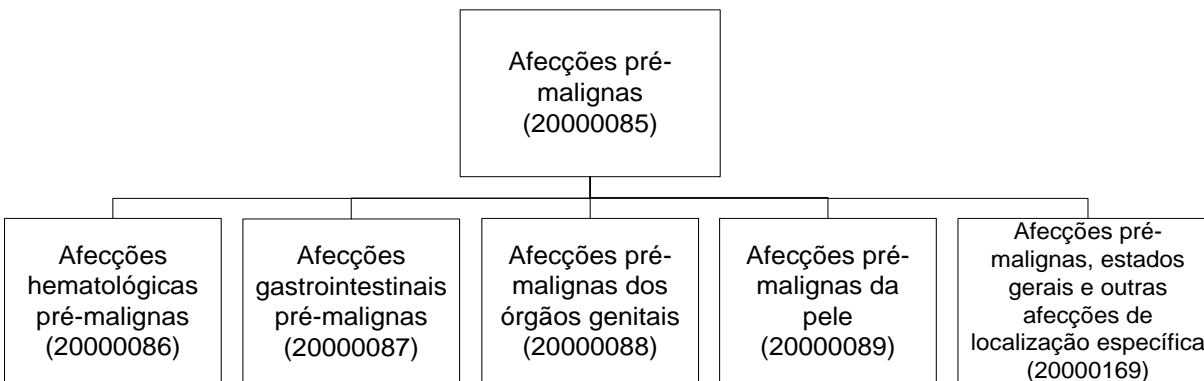 Afecções pré-
malignas
(20000085)
Afecções
hematológicas
pré-malignas
(20000086)
Afecções
gastrointestinais
pré-malignas
(20000087)
Afecções pré-
malignas dos
órgãos genitais
(20000088)
Afecções pré-
malignas da
pele
(20000089)
Afecções pré-
malignas, estados
gerais e outras
afecções de
localização específica
(20000169)